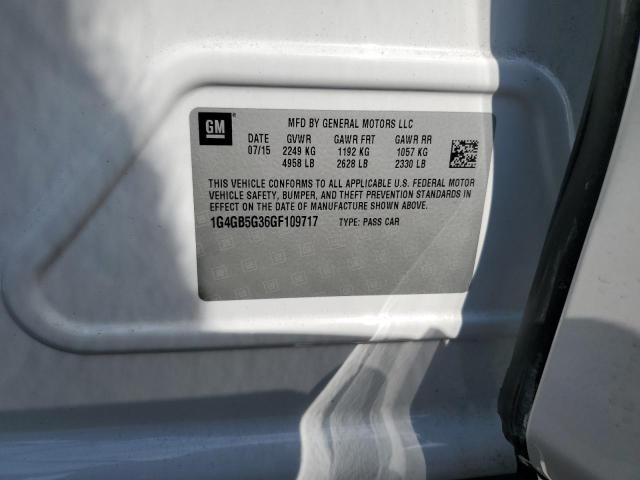 GM
MFD BY GENERAL MOTORS LLC
DATE GVWR GAWR FRT GAWR RR
07/15 2249 KG 1192 KG 1057 KG
4958 LB 2628 LB 2330 LB
THIS VEHICLE CONFORMS TO ALL APPLICABLE U.S. FEDERAL MOTOR
VEHICLE SAFETY, BUMPER, AND THEFT PREVENTION STANDARDS
IN EFFECT ON THE DATE OF MANUFACTURE SHOWN ABOVE.
1G4GB5G36GF109717 TYPE: PASS CAR